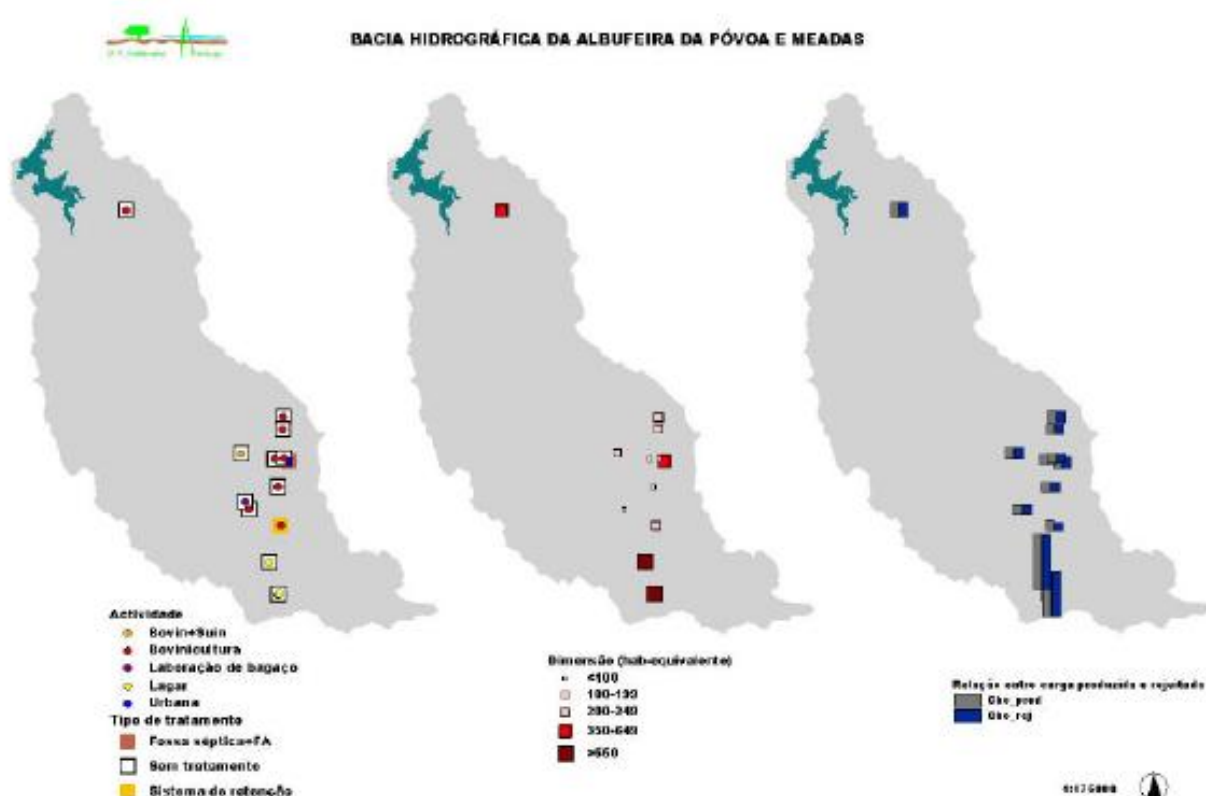 BACIA HIDROGRÁFICA DA ALBUFEIRA DA PÓVOA E MEADAS
Actividade
Bovin+Suin
Bovinicultura
Laboração de bagaço
Lagar
Urbana
Tipo de tratamento
Fossa séptica+FA
Sem tratamento
Sistema de retenção
Dimensão (hab-equivalente)
<100
100-199
200-349
350-649
>650
Relação entre carga produzida e rejeitada
Cbo_prod
Cbo_rej
1:175000